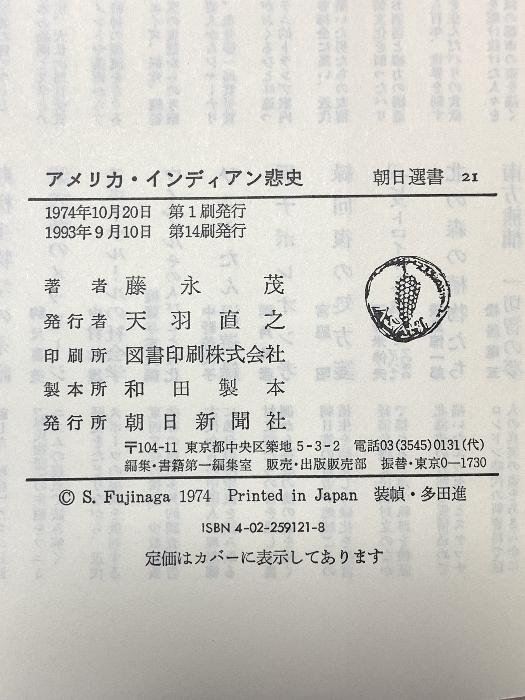 アメリカ・インディアン悲史　朝日選書 21
1974年10月20日　第1刷発行
1993年9月10日　第14刷発行
著者　藤永茂
発行者　天羽直之
印刷所　図書印刷株式会社
製本所　和田製本
発行所　朝日新聞社
〒104-11 東京都中央区築地5-3-2　電話03(3545)0131(代)
編集・書籍第一編集室　販売・出版販売部　振替・東京0―1730
© S. Fujinaga 1974　Printed in Japan　装幀・多田進
ISBN 4-02-259121-8
定価はカバーに表示してあります